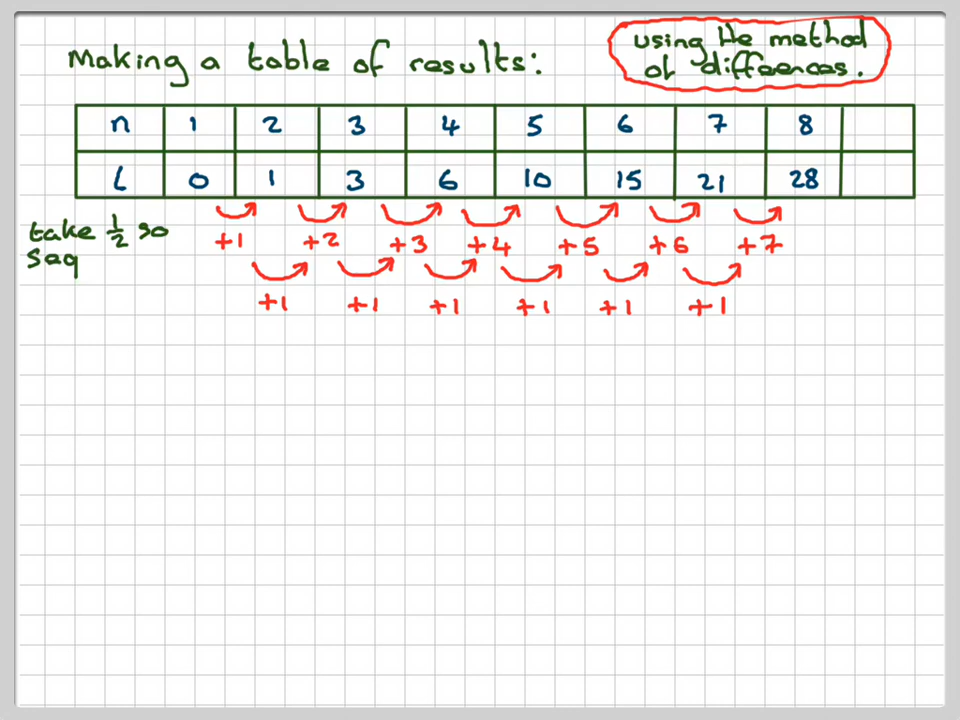 Making a table of results:
using the method
of differences.
n 1 2 3 4 5 6 7 8
L 0 1 3 6 10 15 21 28
take 1/2 so
seq
+1 +2 +3 +4 +5 +6 +7
+1 +1 +1 +1 +1 +1